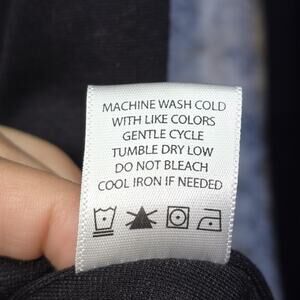 MACHINE WASH COLD
WITH LIKE COLORS
GENTLE CYCLE
TUMBLE DRY LOW
DO NOT BLEACH
COOL IRON IF NEEDED